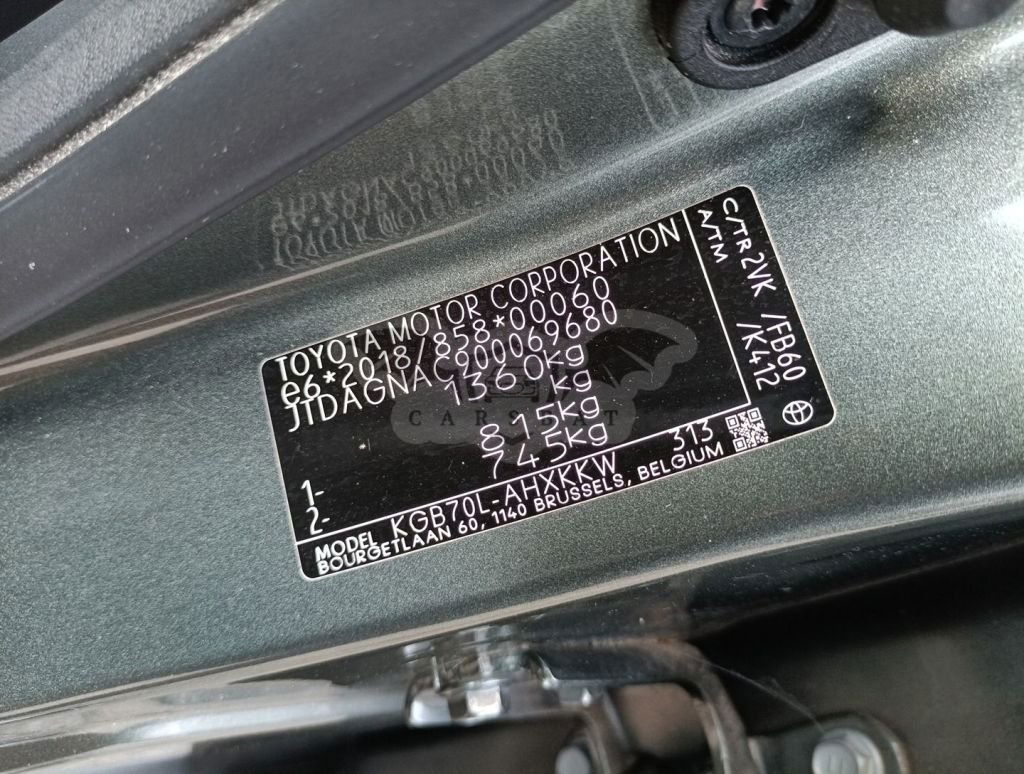 TOYOTA MOTOR CORPORATION
e6*2018/858*00060
JTDAGNAC900069680
1360kg
1- 815kg
2- 745kg
MODEL KGB70L-AHXKKW 313
BOURGETLAAN 60, 1140 BRUSSELS, BELGIUM
C/TR 2VK /FB60
A/TM /K412
CARSBAT